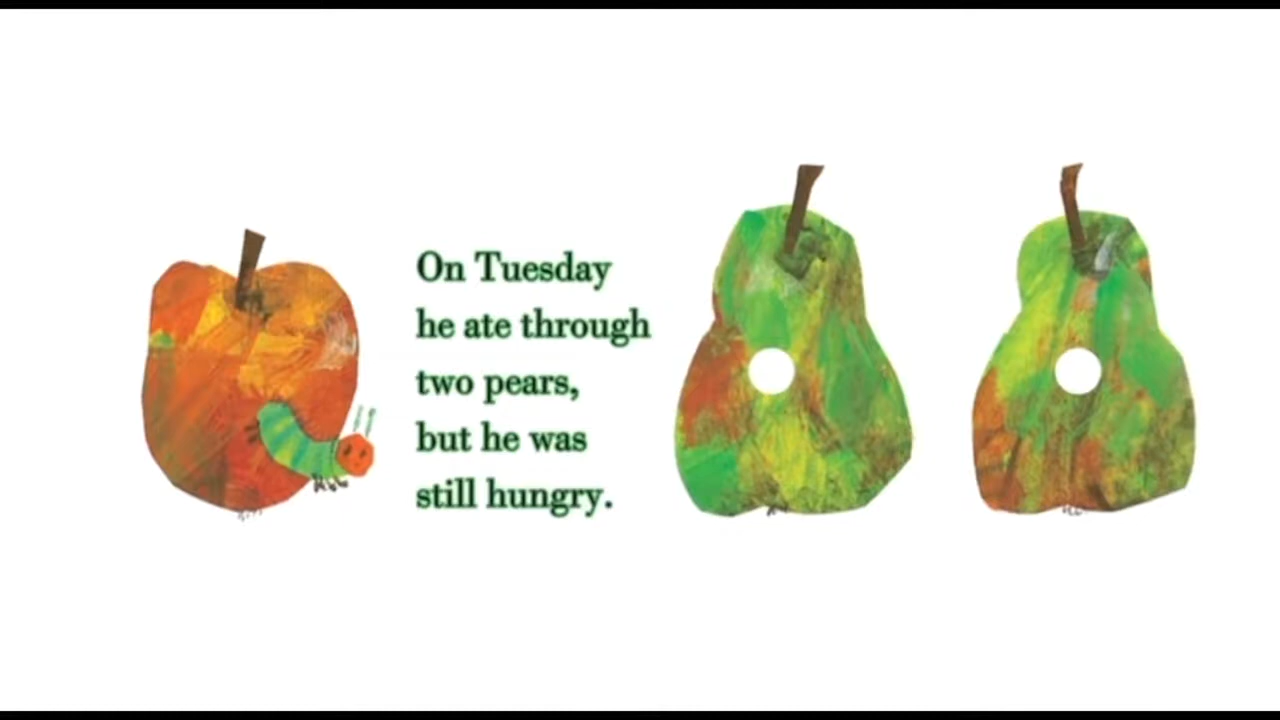 On Tuesday
he ate through
two pears,
but he was
still hungry.